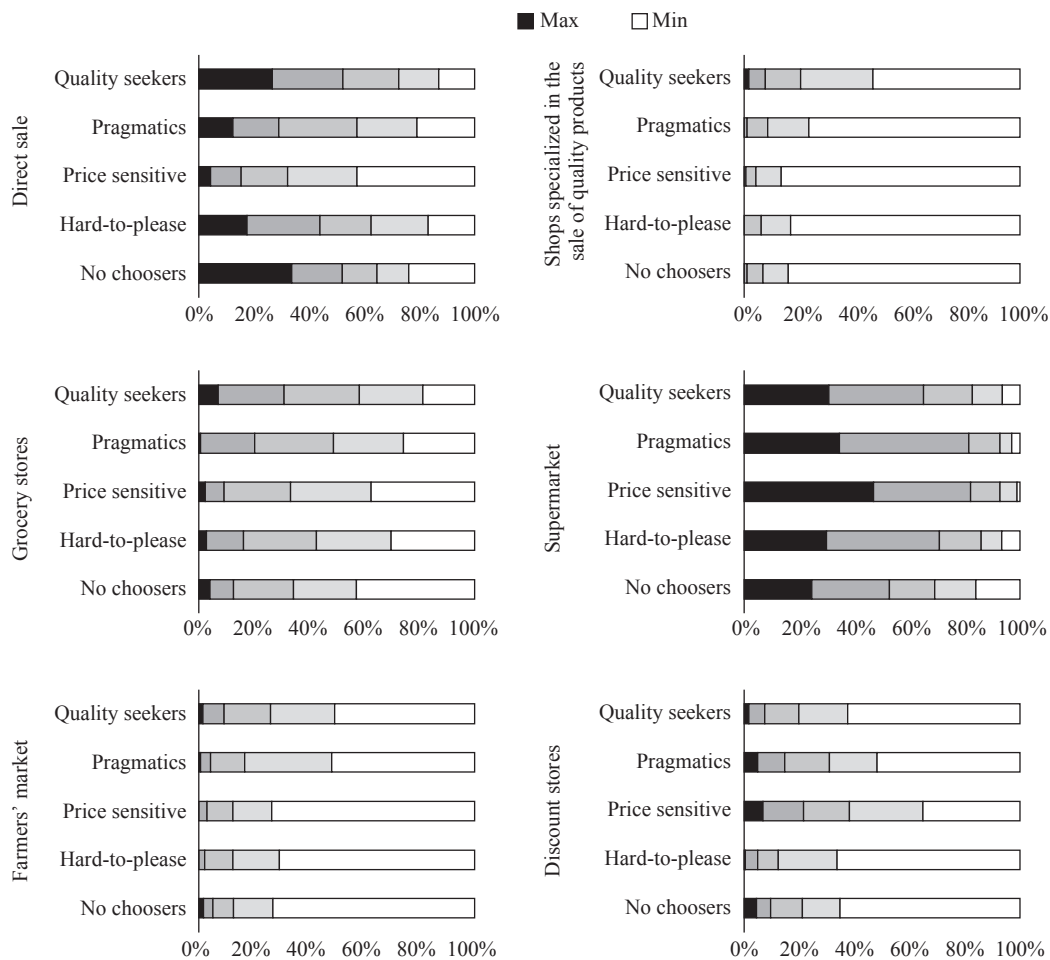 Max Min
Direct sale
Quality seekers
Pragmatics
Price sensitive
Hard-to-please
No choosers
0% 20% 40% 60% 80% 100%
Shops specialized in the
sale of quality products
Quality seekers
Pragmatics
Price sensitive
Hard-to-please
No choosers
0% 20% 40% 60% 80% 100%
Grocery stores
Quality seekers
Pragmatics
Price sensitive
Hard-to-please
No choosers
0% 20% 40% 60% 80% 100%
Supermarket
Quality seekers
Pragmatics
Price sensitive
Hard-to-please
No choosers
0% 20% 40% 60% 80% 100%
Farmers’ market
Quality seekers
Pragmatics
Price sensitive
Hard-to-please
No choosers
0% 20% 40% 60% 80% 100%
Discount stores
Quality seekers
Pragmatics
Price sensitive
Hard-to-please
No choosers
0% 20% 40% 60% 80% 100%